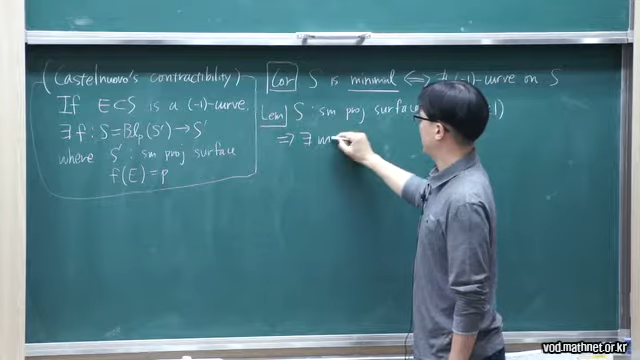 (Castelnuovo's contractibility)
If E ⊂ S is a (-1)-curve,
∃ f : S = Bl_p(S') → S'
where S' : sm proj surface
f(E) = p
Cor S is minimal ⟺ ∄ (-1)-curve on S
Lem S : sm proj surface 1)
⟹ ∃ m
vod.mathnet.or.kr